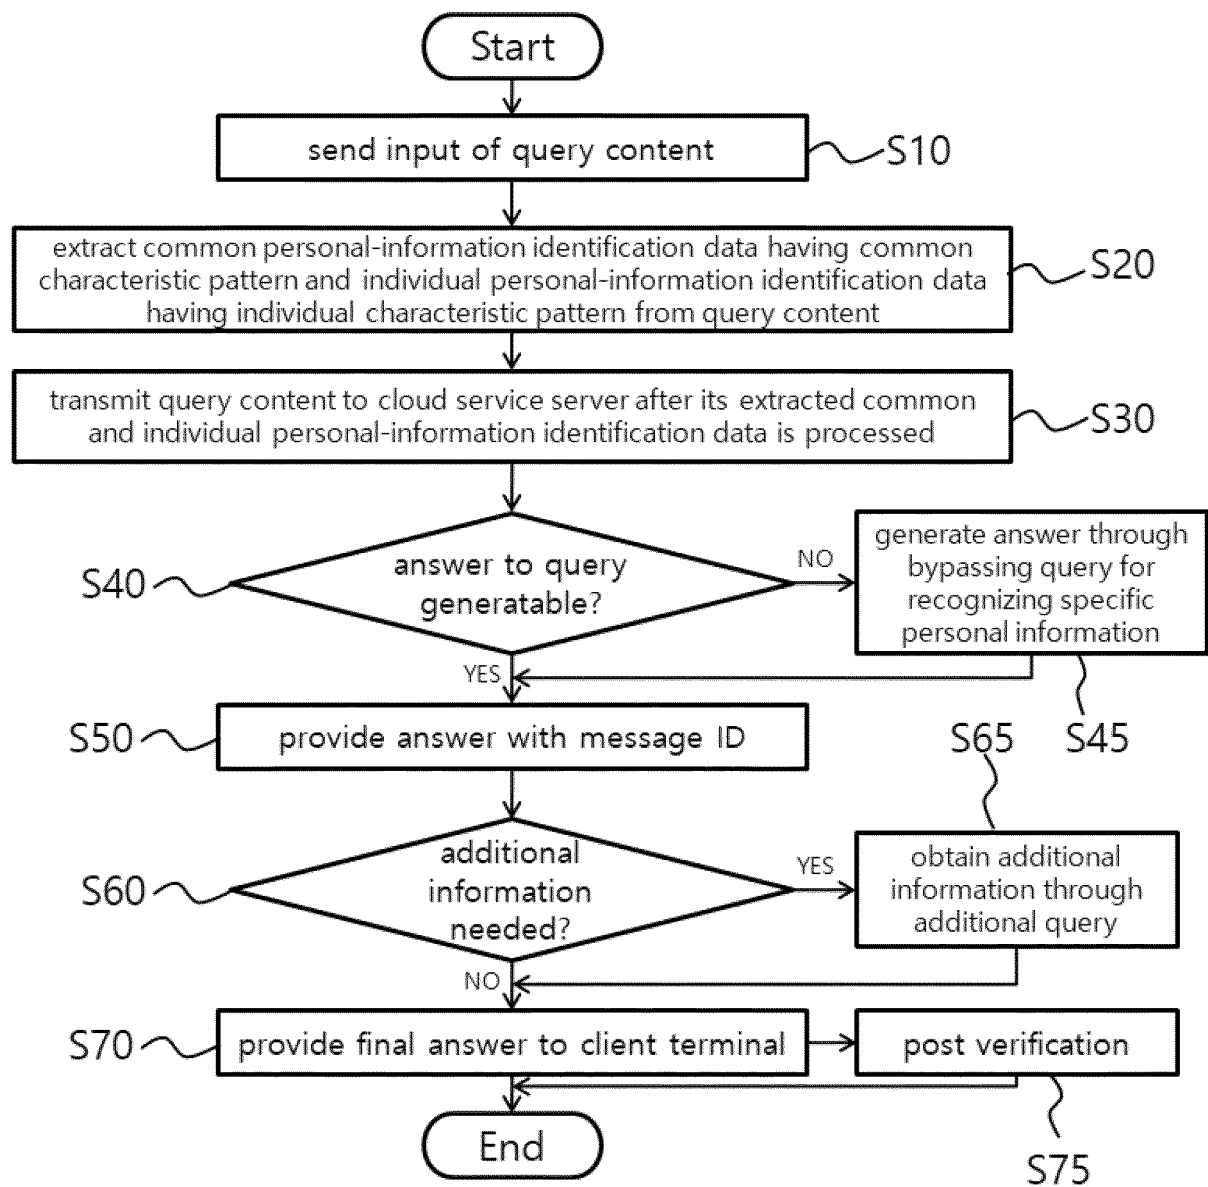 Start
send input of query content
S10
extract common personal-information identification data having common
characteristic pattern and individual personal-information identification data
having individual characteristic pattern from query content
S20
transmit query content to cloud service server after its extracted common
and individual personal-information identification data is processed
S30
S40
answer to query
generatable?
NO
generate answer through
bypassing query for
recognizing specific
personal information
YES
S45
S50
provide answer with message ID
S65
S60
additional
information
needed?
YES
obtain additional
information through
additional query
NO
S70
provide final answer to client terminal
post verification
End
S75